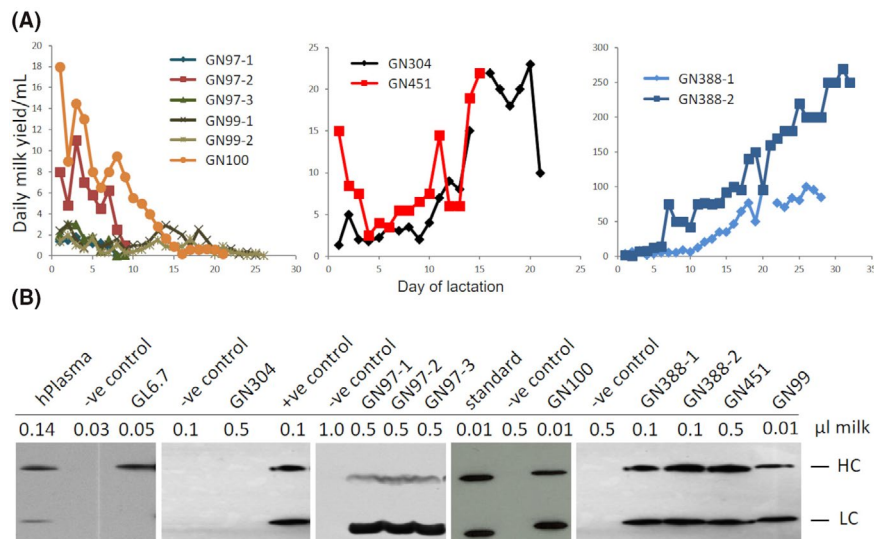 (A)
20
18
16
14
12
10
8
6
4
2
0
0
5
10
15
20
25
30
Daily milk yield/mL
GN97-1
GN97-2
GN97-3
GN99-1
GN99-2
GN100
25
20
15
10
5
0
0
5
10
15
20
25
GN304
GN451
300
250
200
150
100
50
0
0
10
20
30
40
GN388-1
GN388-2
Day of lactation
(B)
hPlasma
-ve control
GL6.7
-ve control
GN304
+ve control
-ve control
GN97-1
GN97-2
GN97-3
standard
-ve control
GN100
-ve control
GN388-1
GN388-2
GN451
GN99
0.14 0.03 0.05 0.1 0.5 0.1 1.0 0.5 0.5 0.5 0.01 0.5 0.01 0.5 0.1 0.1 0.5 0.01 µl milk
HC
LC